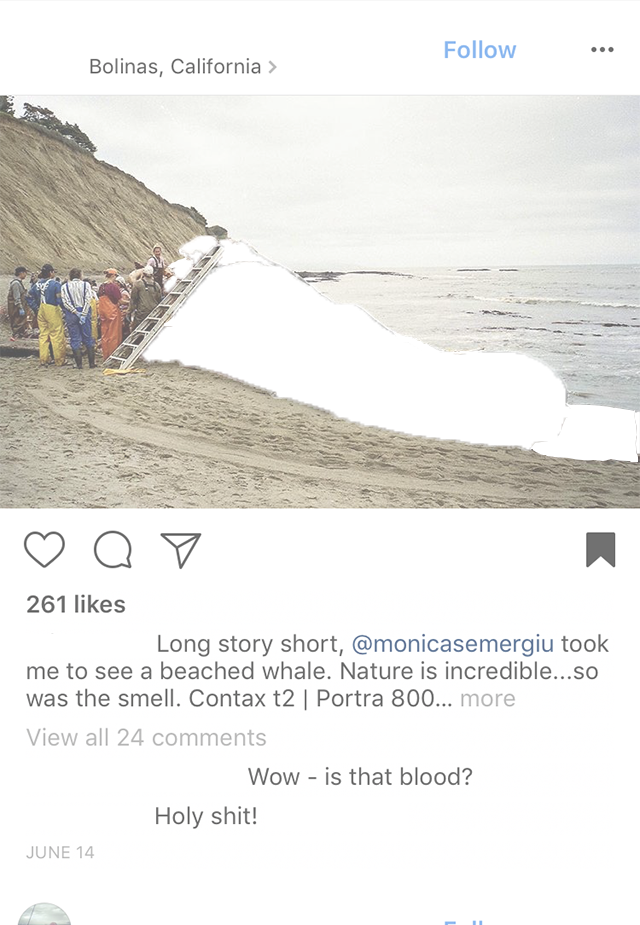 Follow
Bolinas, California
261 likes
Long story short, @monicasemergiu took
me to see a beached whale. Nature is incredible...so
was the smell. Contax t2 | Portra 800... more
View all 24 comments
Wow - is that blood?
Holy shit!
JUNE 14